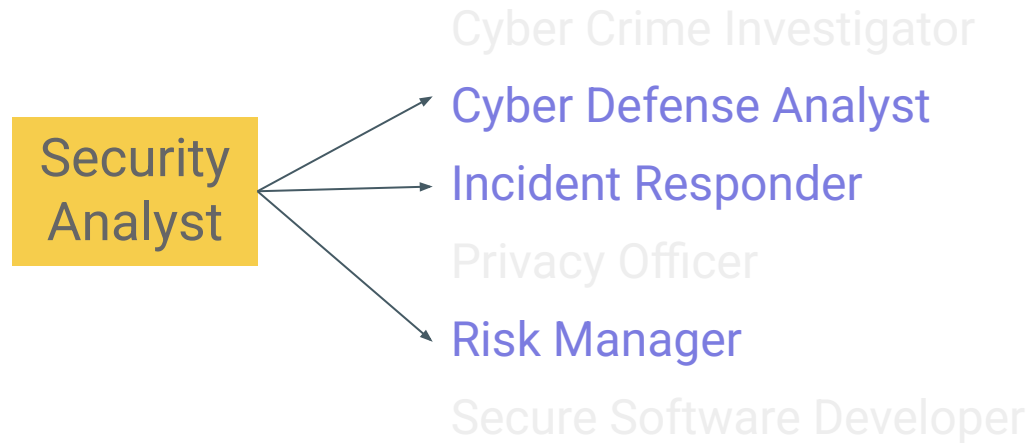 Cyber Crime Investigator
Cyber Defense Analyst
Security
Analyst
Incident Responder
Privacy Officer
Risk Manager
Secure Software Developer